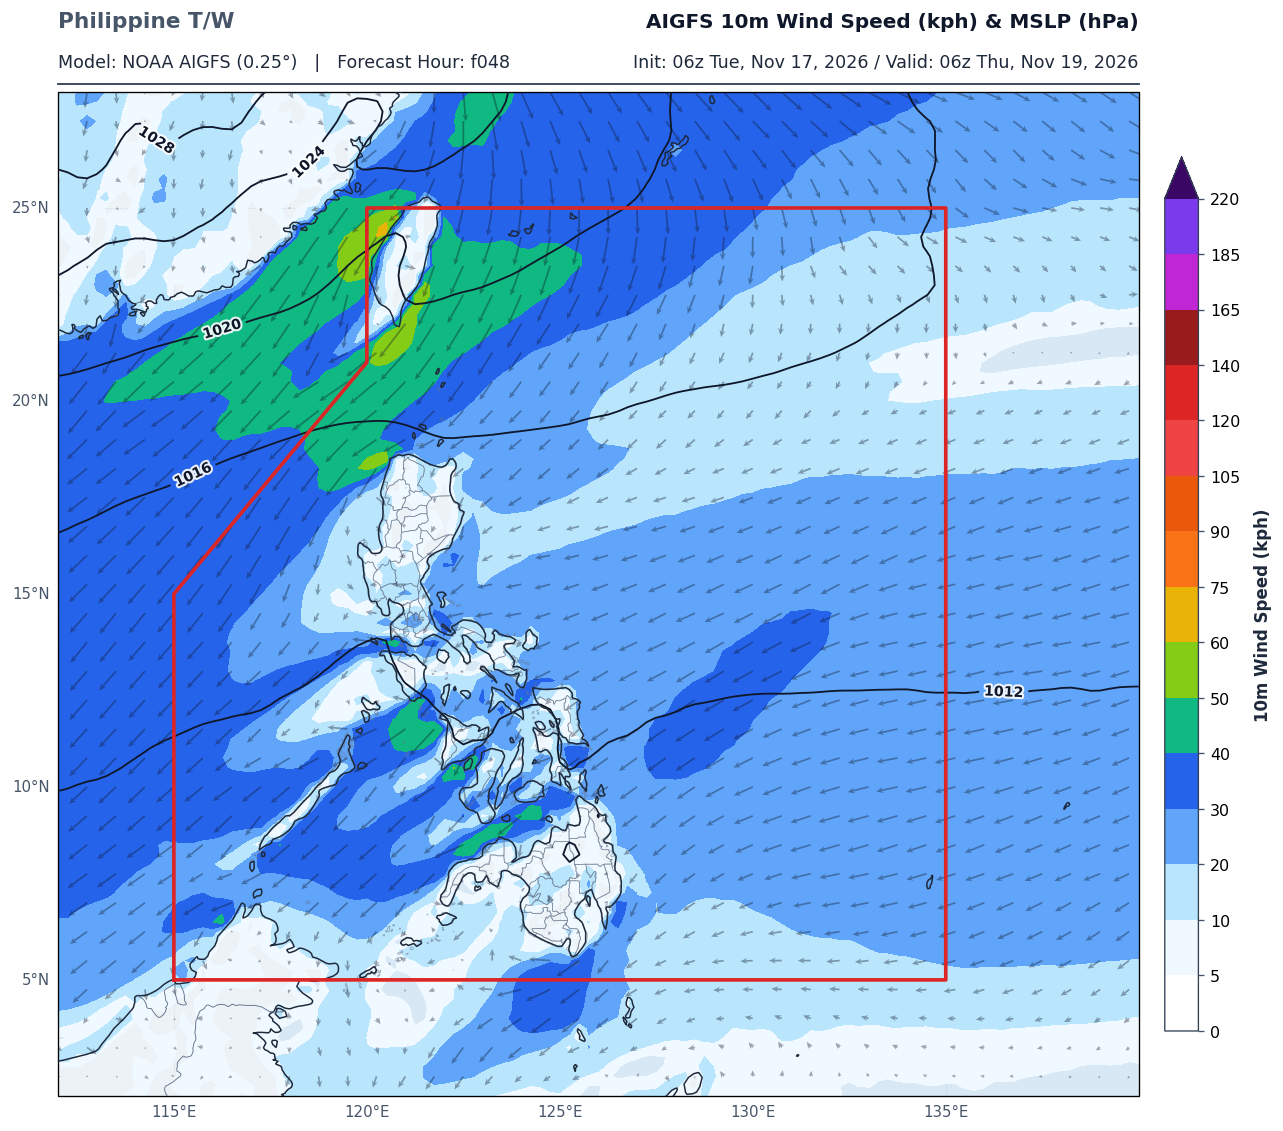 Philippine T/W
AIGFS 10m Wind Speed (kph) & MSLP (hPa)
Model: NOAA AIGFS (0.25°) | Forecast Hour: f048
Init: 06z Tue, Nov 17, 2026 / Valid: 06z Thu, Nov 19, 2026
1028
1024
1020
1016
1012
25°N
20°N
15°N
10°N
5°N
115°E
120°E
125°E
130°E
135°E
220
185
165
140
120
105
90
75
60
50
40
30
20
10
5
0
10m Wind Speed (kph)